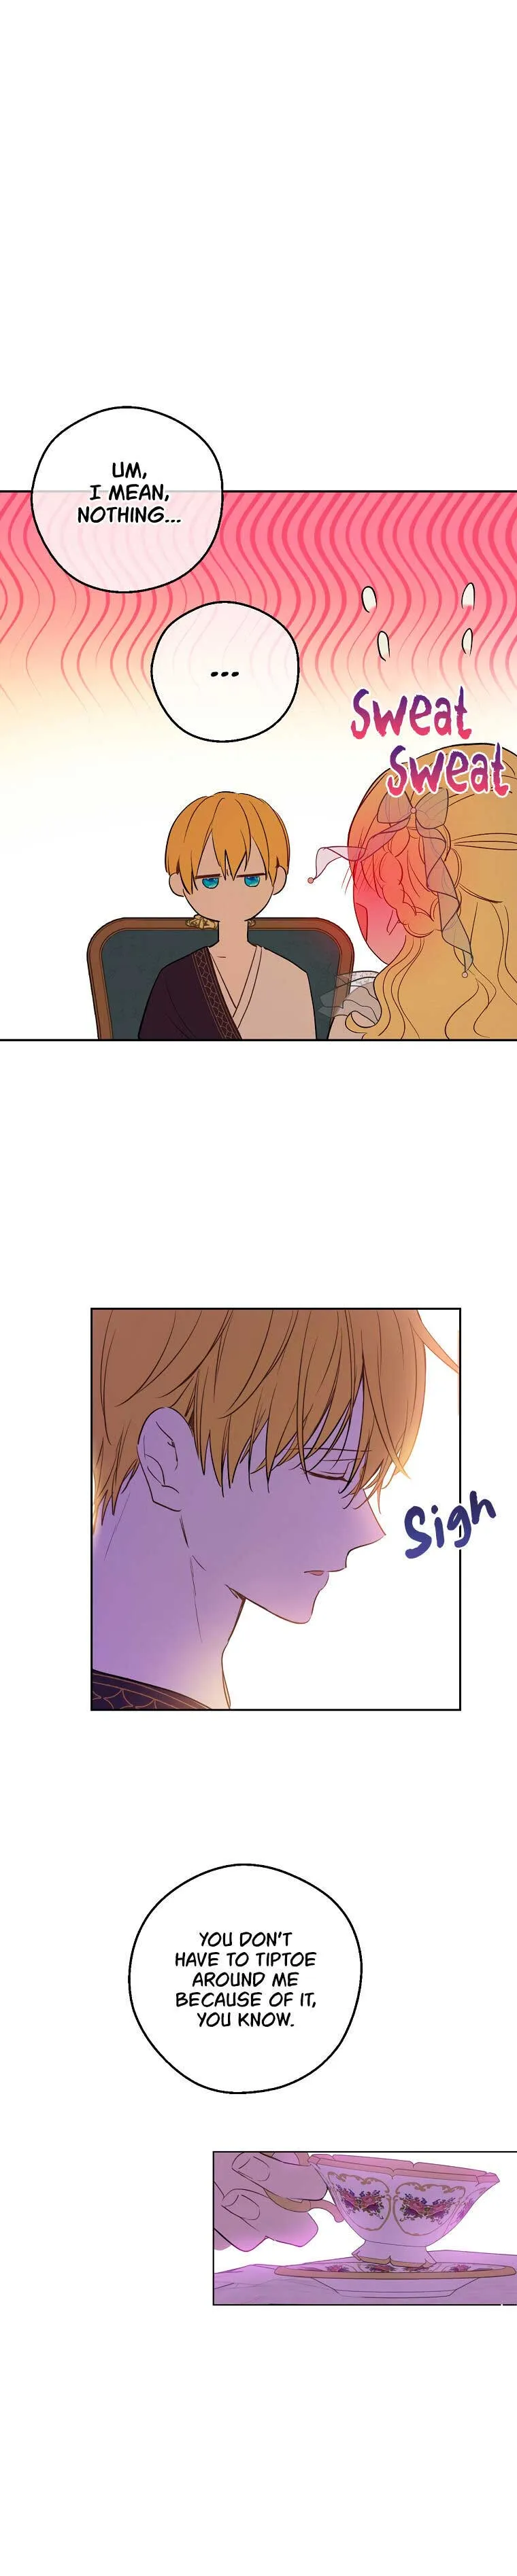 UM,
I MEAN,
NOTHING...
...
Sweat
Sweat
Sigh
YOU DON'T
HAVE TO TIPTOE
AROUND ME
BECAUSE OF IT,
YOU KNOW.